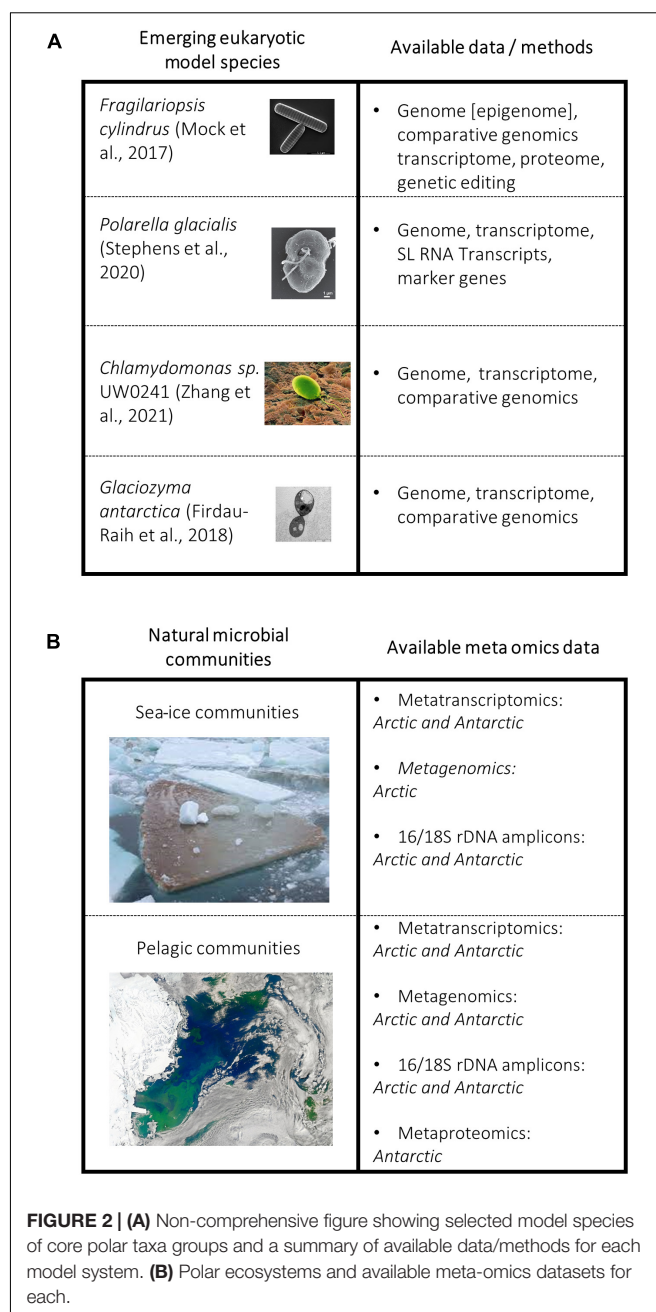 A
Emerging eukaryotic
model species
Available data / methods
Fragilariopsis
cylindrus (Mock et
al., 2017)
• Genome [epigenome],
comparative genomics
transcriptome, proteome,
genetic editing
Polarella glacialis
(Stephens et al.,
2020)
1 µm
• Genome, transcriptome,
SL RNA Transcripts,
marker genes
Chlamydomonas sp.
UW0241 (Zhang et
al., 2021)
• Genome, transcriptome,
comparative genomics
Glaciozyma
antarctica (Firdau-
Raih et al., 2018)
• Genome, transcriptome,
comparative genomics
B
Natural microbial
communities
Available meta omics data
Sea-ice communities
• Metatranscriptomics:
Arctic and Antarctic
• Metagenomics:
Arctic
• 16/18S rDNA amplicons:
Arctic and Antarctic
Pelagic communities
• Metatranscriptomics:
Arctic and Antarctic
• Metagenomics:
Arctic and Antarctic
• 16/18S rDNA amplicons:
Arctic and Antarctic
• Metaproteomics:
Antarctic
FIGURE 2 | (A) Non-comprehensive figure showing selected model species
of core polar taxa groups and a summary of available data/methods for each
model system. (B) Polar ecosystems and available meta-omics datasets for
each.